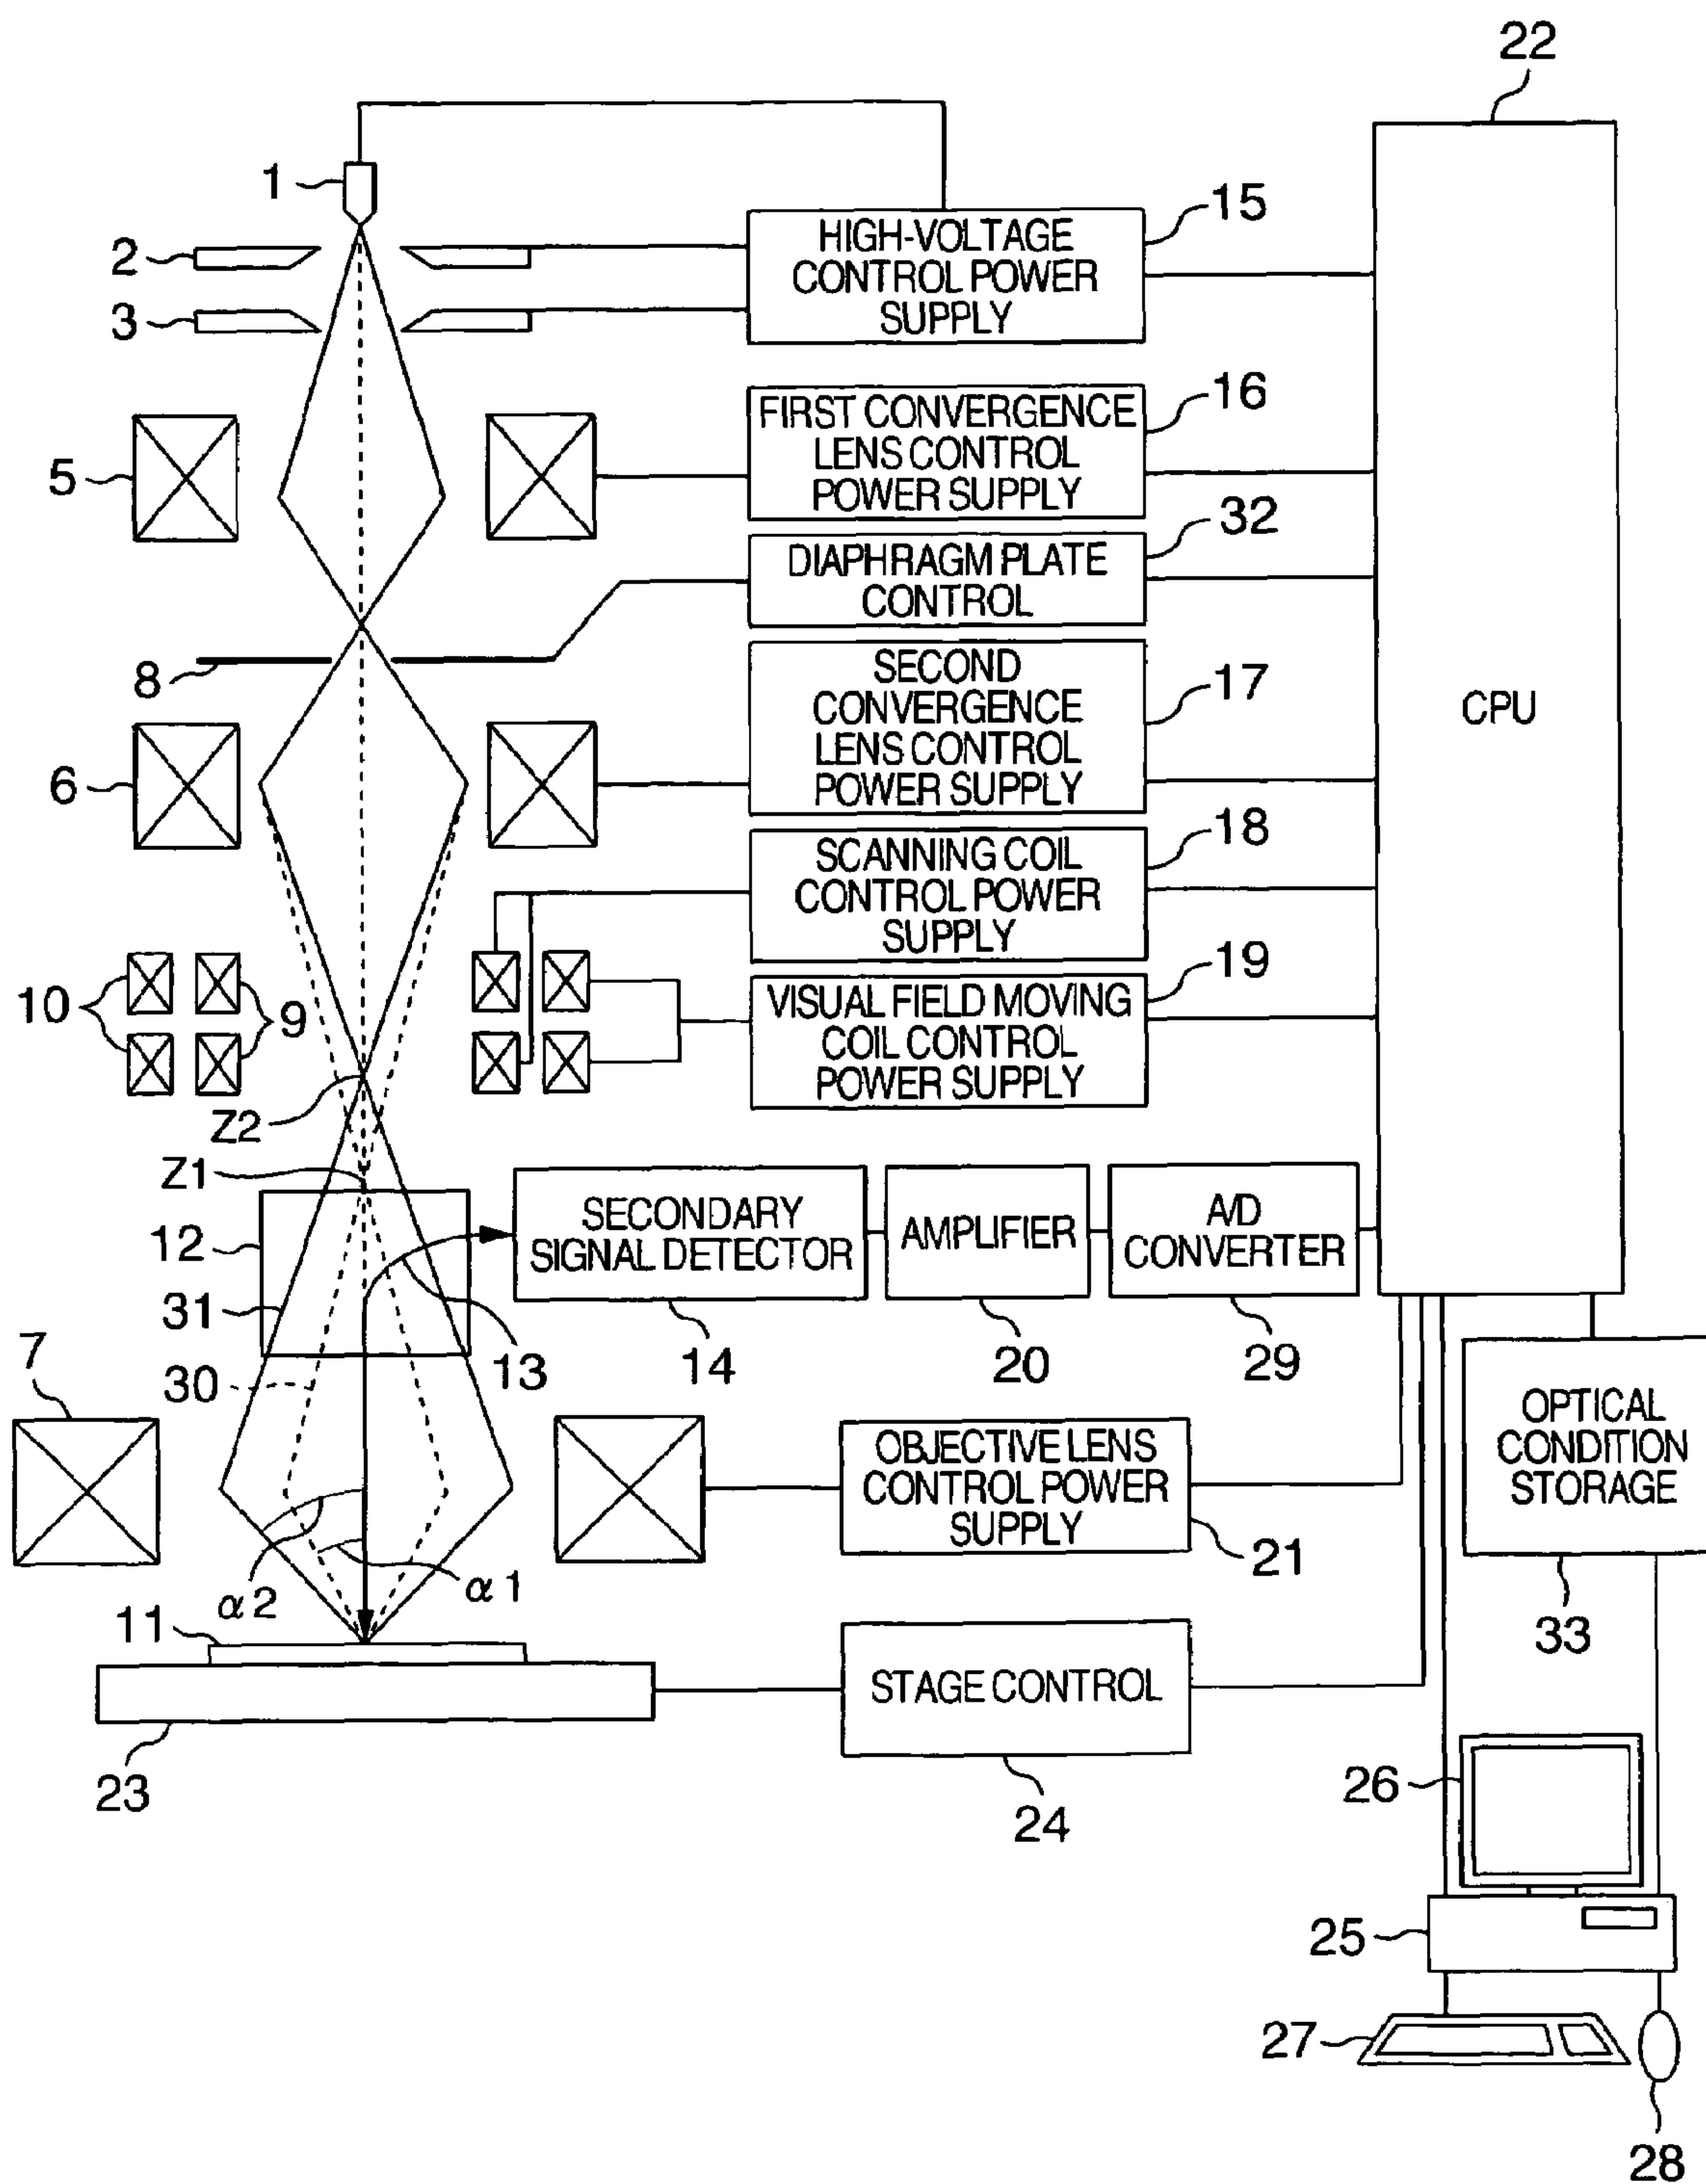 22
1
15
HIGH-VOLTAGE
CONTROL POWER
SUPPLY
2
3
16
FIRST CONVERGENCE
LENS CONTROL
POWER SUPPLY
5
32
DIAPHRAGM PLATE
CONTROL
8
SECOND
CONVERGENCE
LENS CONTROL
POWER SUPPLY
17
CPU
6
18
SCANNING COIL
CONTROL POWER
SUPPLY
19
10
9
VISUAL FIELD MOVING
COIL CONTROL
POWER SUPPLY
Z2
Z1
12
SECONDARY
SIGNAL DETECTOR
AMPLIFIER
A/D
CONVERTER
31
7
30
13
14
20
29
OPTICAL
CONDITION
STORAGE
OBJECTIVE LENS
CONTROL POWER
SUPPLY
21
α2
α1
11
33
STAGE CONTROL
23
24
26
25
27
28